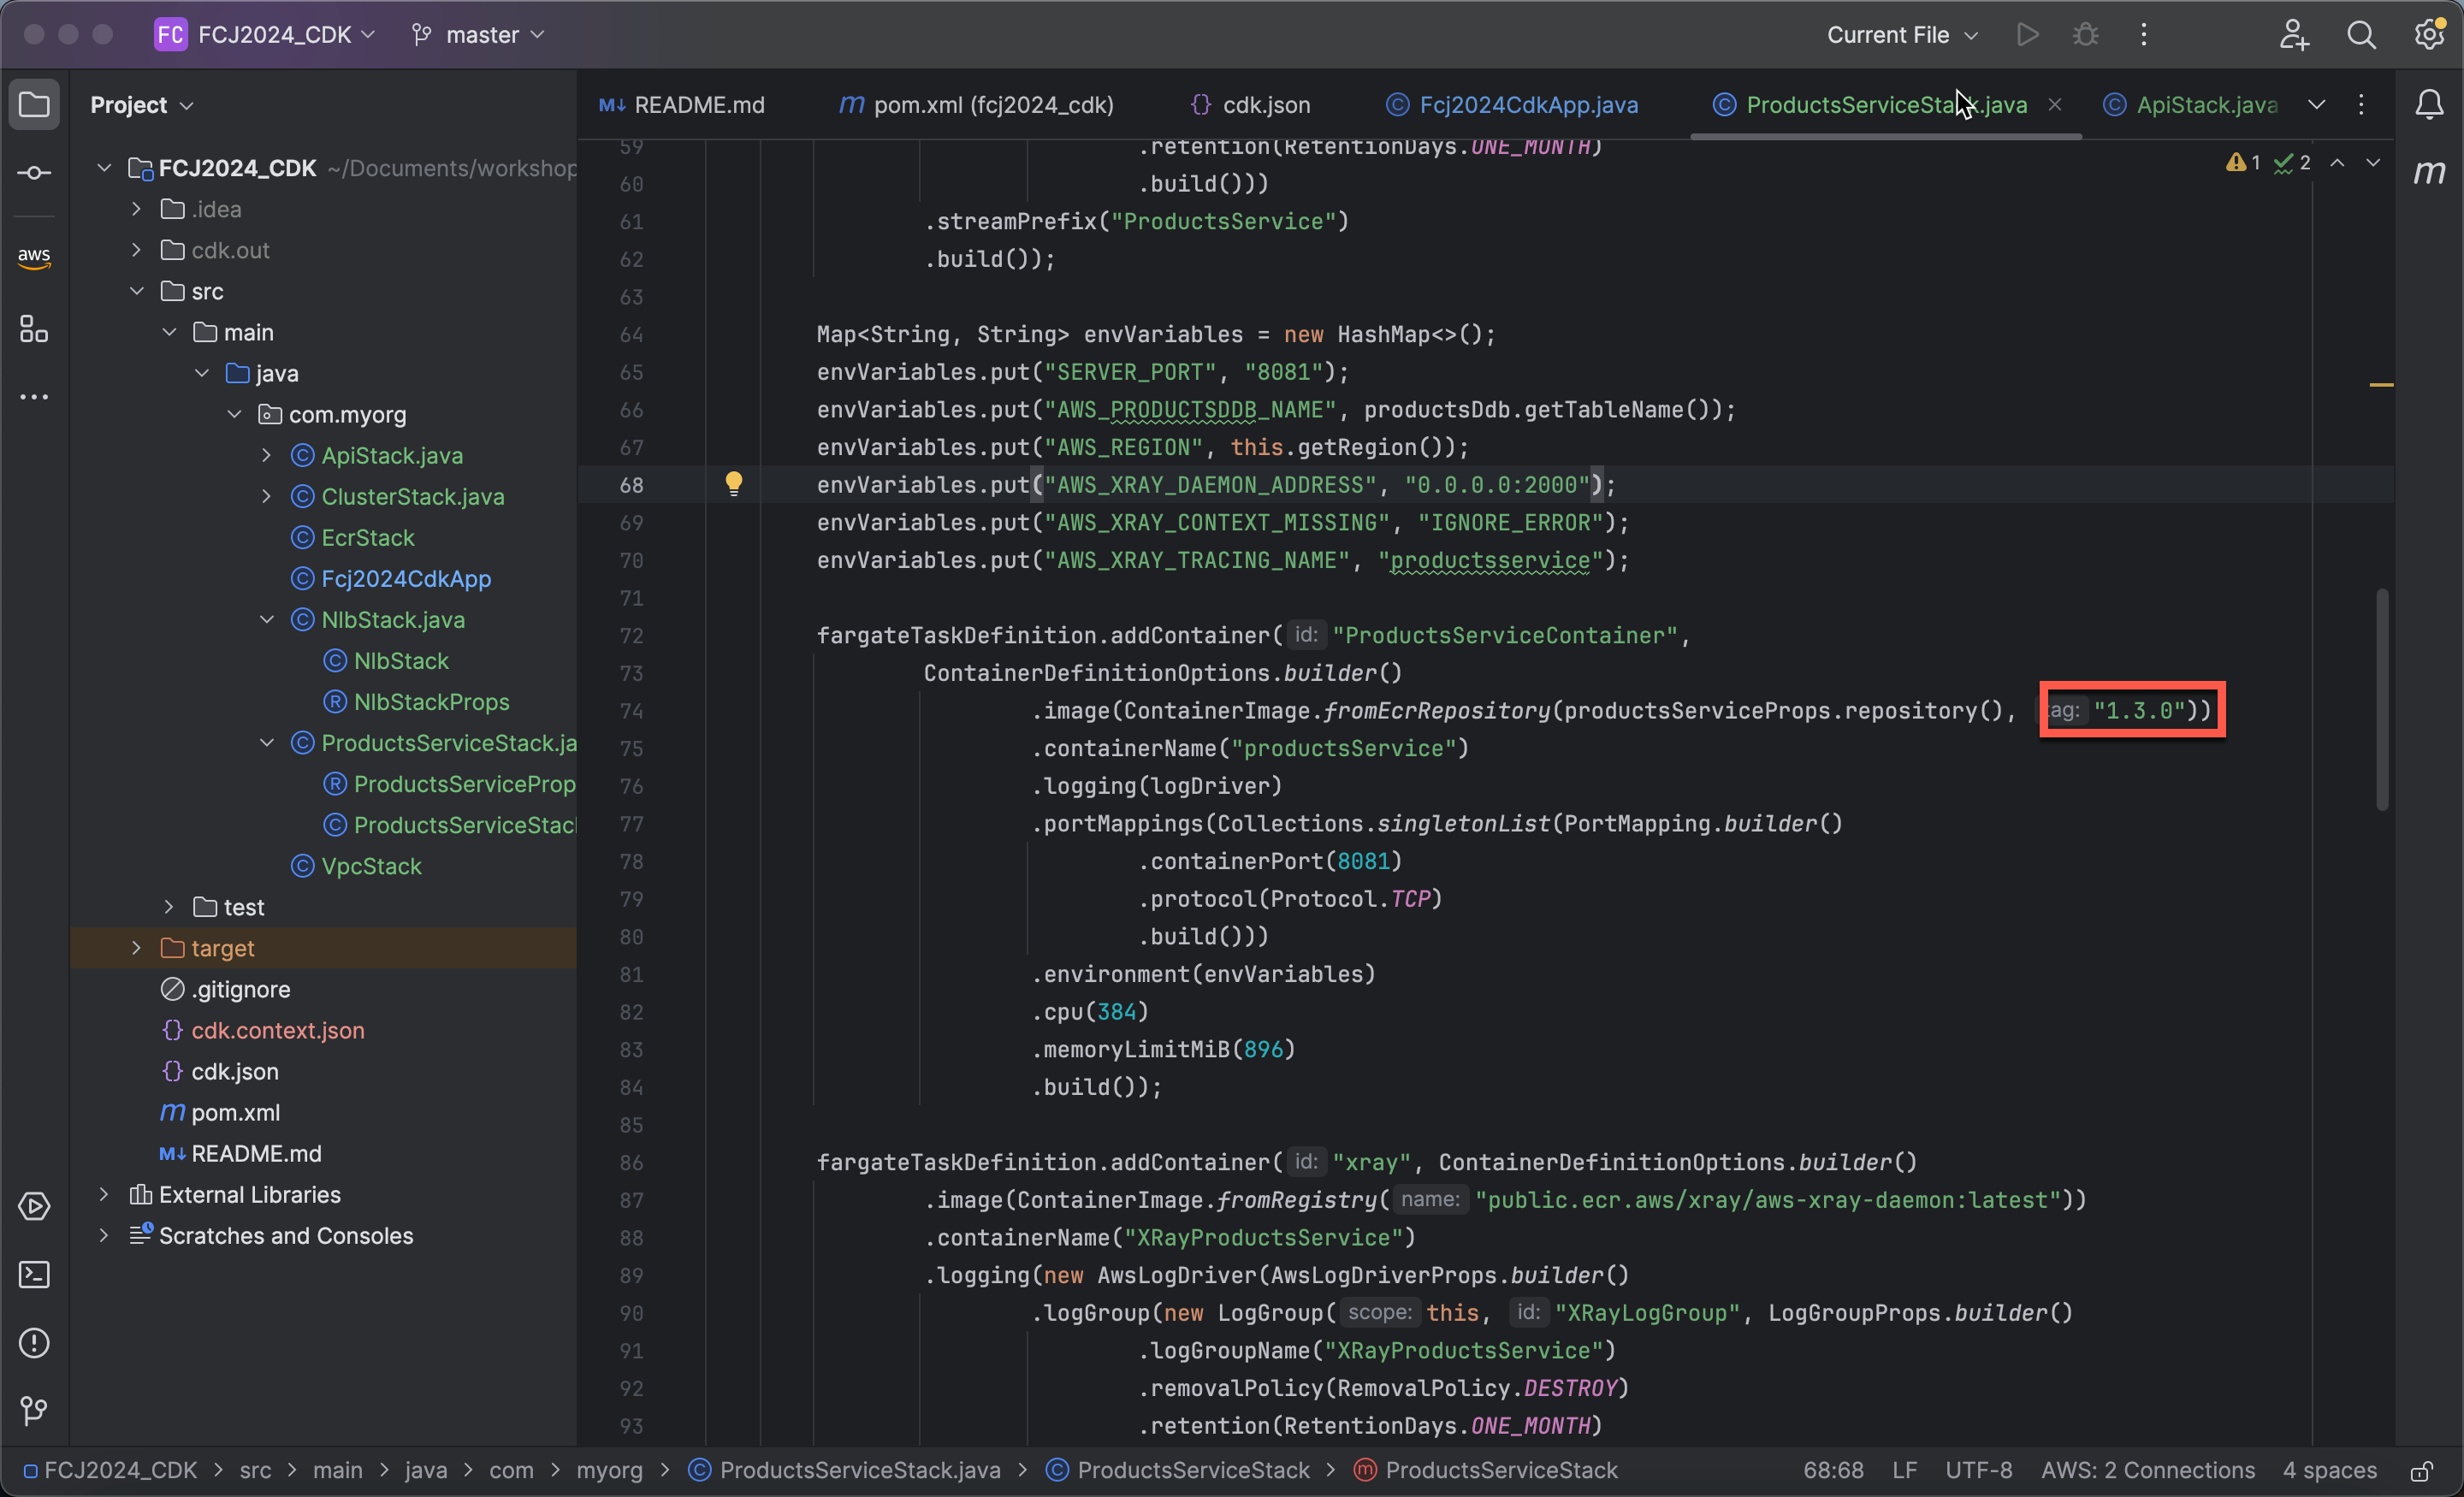 FC FCJ2024_CDK master Current File
Project
README.md pom.xml (fcj2024_cdk) cdk.json Fcj2024CdkApp.java ProductsServiceStack.java ApiStack.java
aws
FCJ2024_CDK ~/Documents/workshop
.idea
cdk.out
src
main
java
com.myorg
ApiStack.java
ClusterStack.java
EcrStack
Fcj2024CdkApp
NlbStack.java
NlbStack
NlbStackProps
ProductsServiceStack.ja
ProductsServiceProp
ProductsServiceStac
VpcStack
test
target
.gitignore
cdk.context.json
cdk.json
pom.xml
README.md
External Libraries
Scratches and Consoles
1 2
59 .retention(RetentionDays.ONE_MONTH)
60 .build()))
61 .streamPrefix("ProductsService")
62 .build());
63
64 Map<String, String> envVariables = new HashMap<>();
65 envVariables.put("SERVER_PORT", "8081");
66 envVariables.put("AWS_PRODUCTSDDB_NAME", productsDdb.getTableName());
67 envVariables.put("AWS_REGION", this.getRegion());
68 envVariables.put("AWS_XRAY_DAEMON_ADDRESS", "0.0.0.0:2000");
69 envVariables.put("AWS_XRAY_CONTEXT_MISSING", "IGNORE_ERROR");
70 envVariables.put("AWS_XRAY_TRACING_NAME", "productsservice");
71
72 fargateTaskDefinition.addContainer( id: "ProductsServiceContainer",
73 ContainerDefinitionOptions.builder()
74 .image(ContainerImage.fromEcrRepository(productsServiceProps.repository(), tag: "1.3.0"))
75 .containerName("productsService")
76 .logging(logDriver)
77 .portMappings(Collections.singletonList(PortMapping.builder()
78 .containerPort(8081)
79 .protocol(Protocol.TCP)
80 .build()))
81 .environment(envVariables)
82 .cpu(384)
83 .memoryLimitMiB(896)
84 .build());
85
86 fargateTaskDefinition.addContainer( id: "xray", ContainerDefinitionOptions.builder()
87 .image(ContainerImage.fromRegistry( name: "public.ecr.aws/xray/aws-xray-daemon:latest"))
88 .containerName("XRayProductsService")
89 .logging(new AwsLogDriver(AwsLogDriverProps.builder()
90 .logGroup(new LogGroup( scope: this, id: "XRayLogGroup", LogGroupProps.builder()
91 .logGroupName("XRayProductsService")
92 .removalPolicy(RemovalPolicy.DESTROY)
93 .retention(RetentionDays.ONE_MONTH)
FCJ2024_CDK > src > main > java > com > myorg > ProductsServiceStack.java > ProductsServiceStack > ProductsServiceStack 68:68 LF UTF-8 AWS: 2 Connections 4 spaces